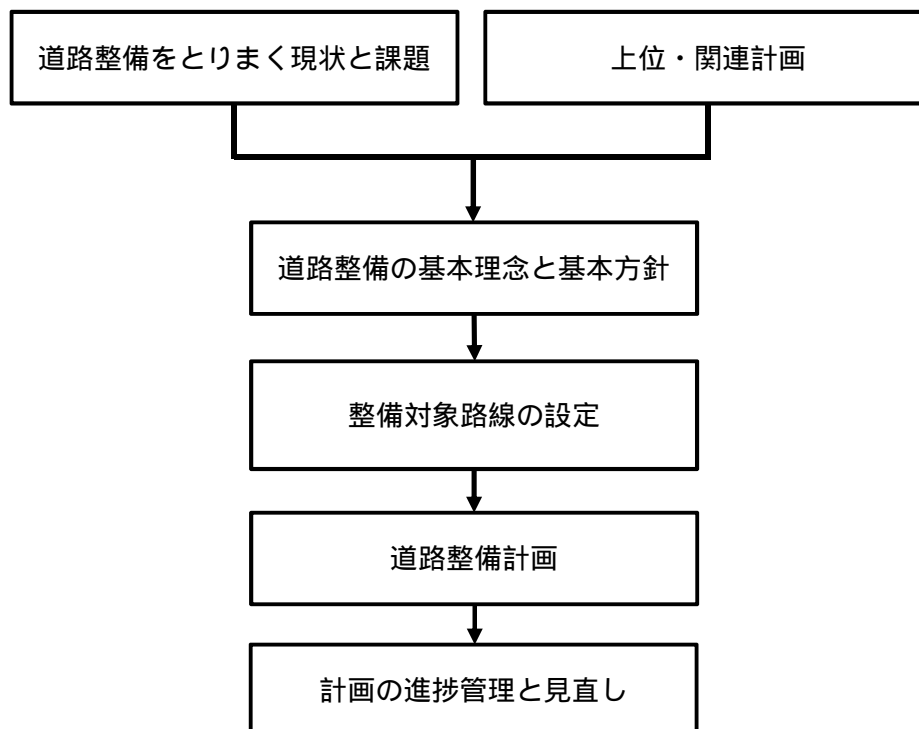 道路整備をとりまく現状と課題
上位・関連計画
道路整備の基本理念と基本方針
整備対象路線の設定
道路整備計画
計画の進捗管理と見直し